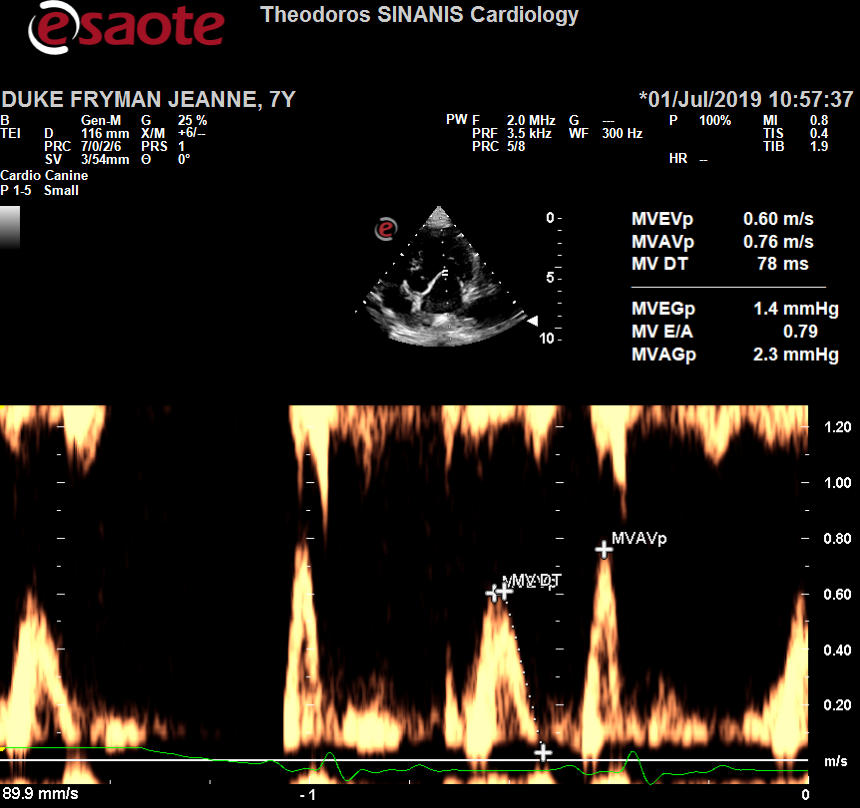 esaote
Theodoros SINANIS Cardiology
DUKE FRYMAN JEANNE, 7Y
*01/Jul/2019 10:57:37
B Gen-M G 25 %
TEI D 116 mm X/M +6/--
PRC 7/0/2/6 PRS 1
SV 3/54mm Θ 0°
PW F 2.0 MHz G ---
PRF 3.5 kHz WF 300 Hz
PRC 5/8
P 100% MI 0.8
TIS 0.4
TIB 1.9
HR --
Cardio Canine
P 1-5 Small
e
0
5
10
MVEVp 0.60 m/s
MVAVp 0.76 m/s
MV DT 78 ms
MVEGp 1.4 mmHg
MV E/A 0.79
MVAGp 2.3 mmHg
1.20
1.00
0.80
0.60
0.40
0.20
m/s
MVAVp
MV DT
89.9 mm/s
-1
0